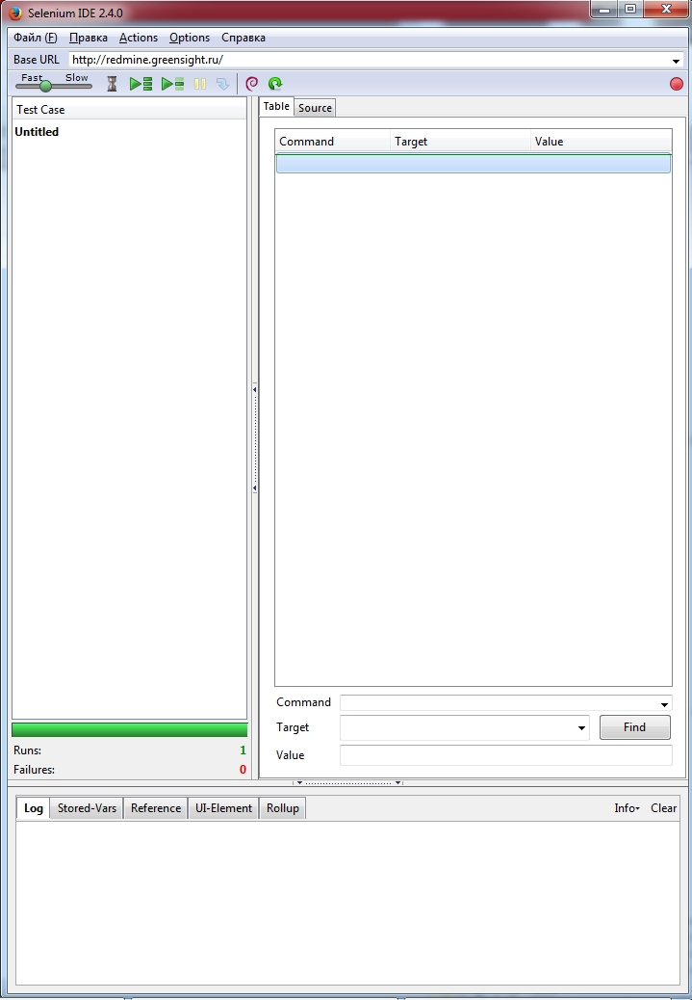 Selenium IDE 2.4.0
Файл (F) Правка Actions Options Справка
Base URL http://redmine.greensight.ru/
Fast Slow
Test Case
Untitled
Table Source
Command Target Value
Command
Target Find
Value
Runs: 1
Failures: 0
Log Stored-Vars Reference UI-Element Rollup Info Clear